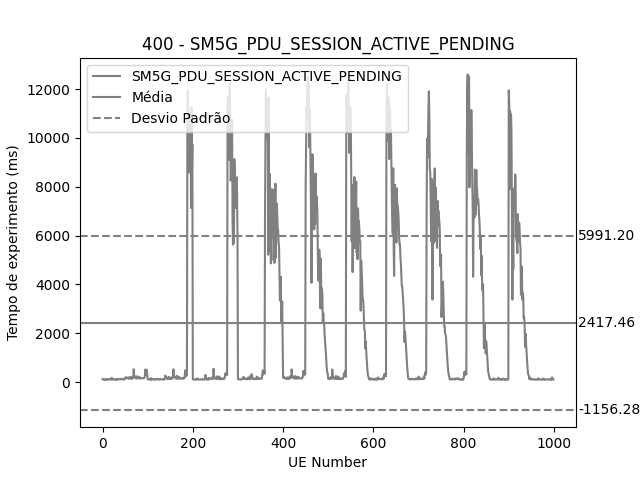 400 - SM5G_PDU_SESSION_ACTIVE_PENDING
SM5G_PDU_SESSION_ACTIVE_PENDING
Média
Desvio Padrão
Tempo de experimento (ms)
12000
10000
8000
6000
4000
2000
0
5991.20
2417.46
-1156.28
0 200 400 600 800 1000
UE Number